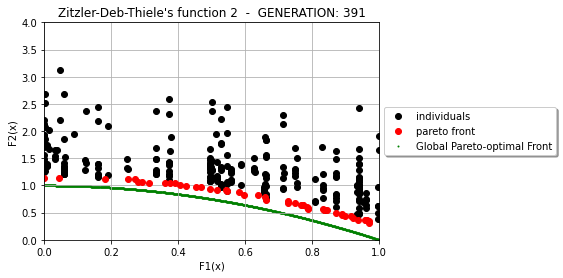 Zitzler-Deb-Thiele's function 2 - GENERATION: 391
4.0
3.5
3.0
2.5
2.0
1.5
1.0
0.5
0.0
F2(x)
0.0 0.2 0.4 0.6 0.8 1.0
F1(x)
individuals
pareto front
Global Pareto-optimal Front